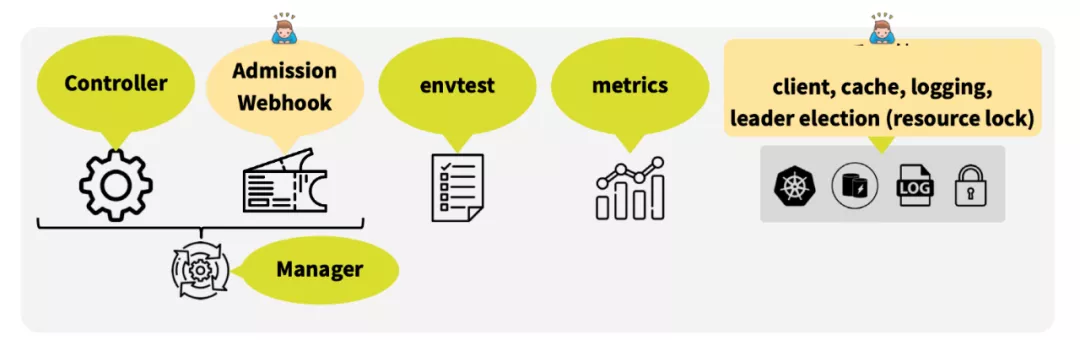 Controller
Admission
Webhook
envtest
metrics
client, cache, logging,
leader election (resource lock)
LOG
Manager